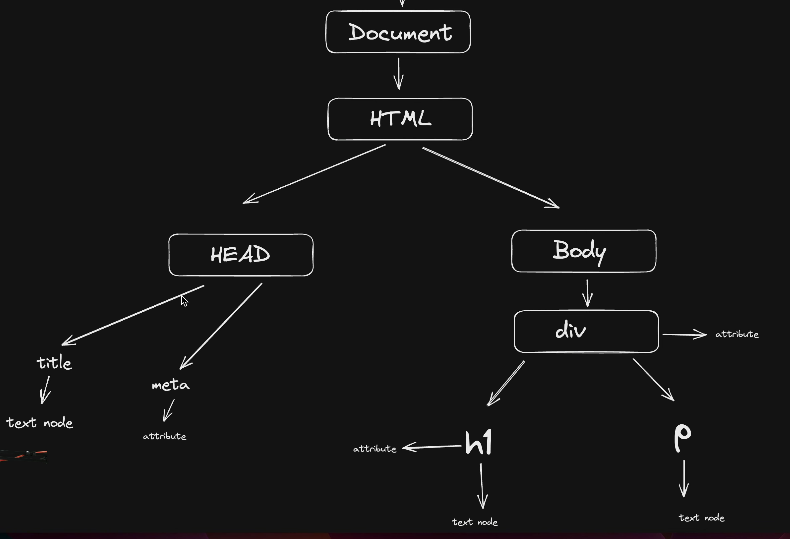 Document
HTML
HEAD
Body
div
attribute
title
meta
text node
attribute
h1
attribute
p
text node
text node